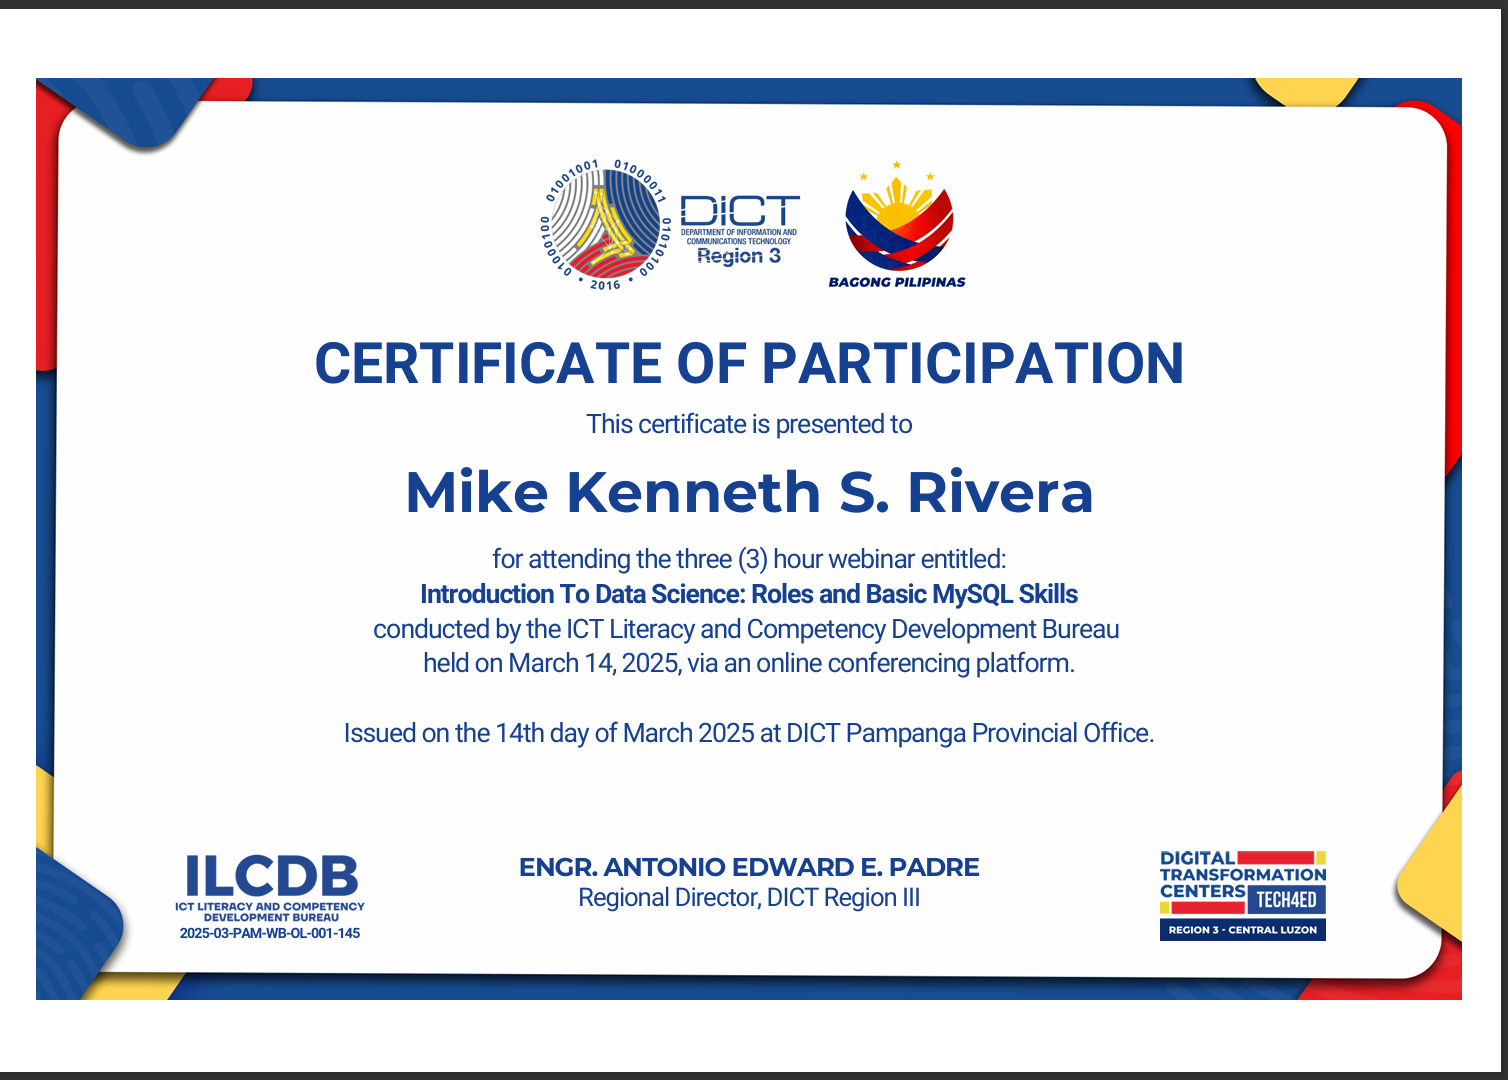 01001001 01000011
01000100 01010100
• 2016 •
DICT
DEPARTMENT OF INFORMATION AND
COMMUNICATIONS TECHNOLOGY
Region 3
BAGONG PILIPINAS
CERTIFICATE OF PARTICIPATION
This certificate is presented to
Mike Kenneth S. Rivera
for attending the three (3) hour webinar entitled:
Introduction To Data Science: Roles and Basic MySQL Skills
conducted by the ICT Literacy and Competency Development Bureau
held on March 14, 2025, via an online conferencing platform.
Issued on the 14th day of March 2025 at DICT Pampanga Provincial Office.
ILCDB
ICT LITERACY AND COMPETENCY
DEVELOPMENT BUREAU
2025-03-PAM-WB-OL-001-145
ENGR. ANTONIO EDWARD E. PADRE
Regional Director, DICT Region III
DIGITAL
TRANSFORMATION
CENTERS
TECH4ED
REGION 3 - CENTRAL LUZON